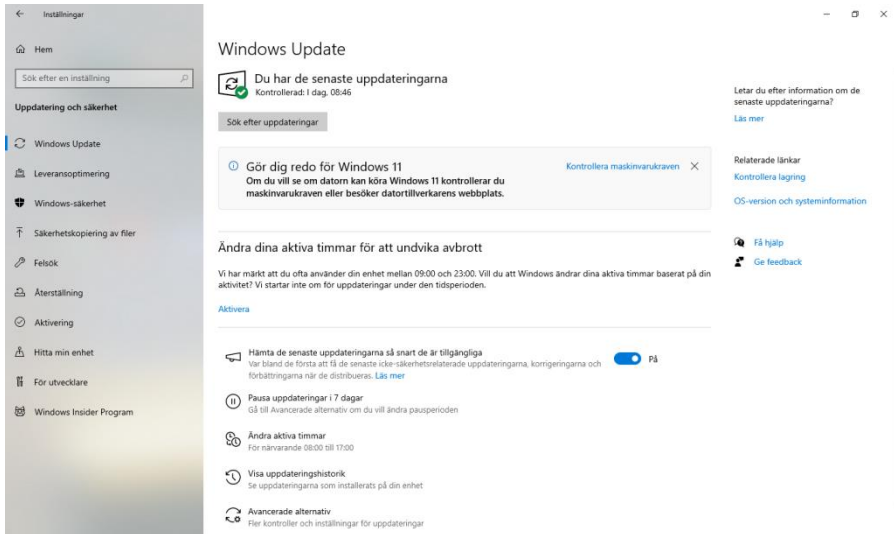 Inställningar
Hem
Sök efter en inställning
Uppdatering och säkerhet
Windows Update
Leveransoptimering
Windows-säkerhet
Säkerhetskopiering av filer
Felsök
Återställning
Aktivering
Hitta min enhet
För utvecklare
Windows Insider Program
Windows Update
Du har de senaste uppdateringarna
Kontrollerad: I dag, 08:46
Sök efter uppdateringar
Gör dig redo för Windows 11
Om du vill se om datorn kan köra Windows 11 kontrollerar du
maskinvarukraven eller besöker datortillverkarens webbplats.
Kontrollera maskinvarukraven
Ändra dina aktiva timmar för att undvika avbrott
Vi har märkt att du ofta använder din enhet mellan 09:00 och 23:00. Vill du att Windows ändrar dina aktiva timmar baserat på din
aktivitet? Vi startar inte om för uppdateringar under den tidsperioden.
Aktivera
Hämta de senaste uppdateringarna så snart de är tillgängliga
Var bland de första att få de senaste icke-säkerhetsrelaterade uppdateringarna, korrigeringarna och
förbättringarna när de distribueras. Läs mer
På
Pausa uppdateringar i 7 dagar
Gå till Avancerade alternativ om du vill ändra pausperioden
Ändra aktiva timmar
För närvarande 08:00 till 17:00
Visa uppdateringshistorik
Se uppdateringarna som installerats på din enhet
Avancerade alternativ
Fler kontroller och inställningar för uppdateringar
Letar du efter information om de
senaste uppdateringarna?
Läs mer
Relaterade länkar
Kontrollera lagring
OS-version och systeminformation
Få hjälp
Ge feedback